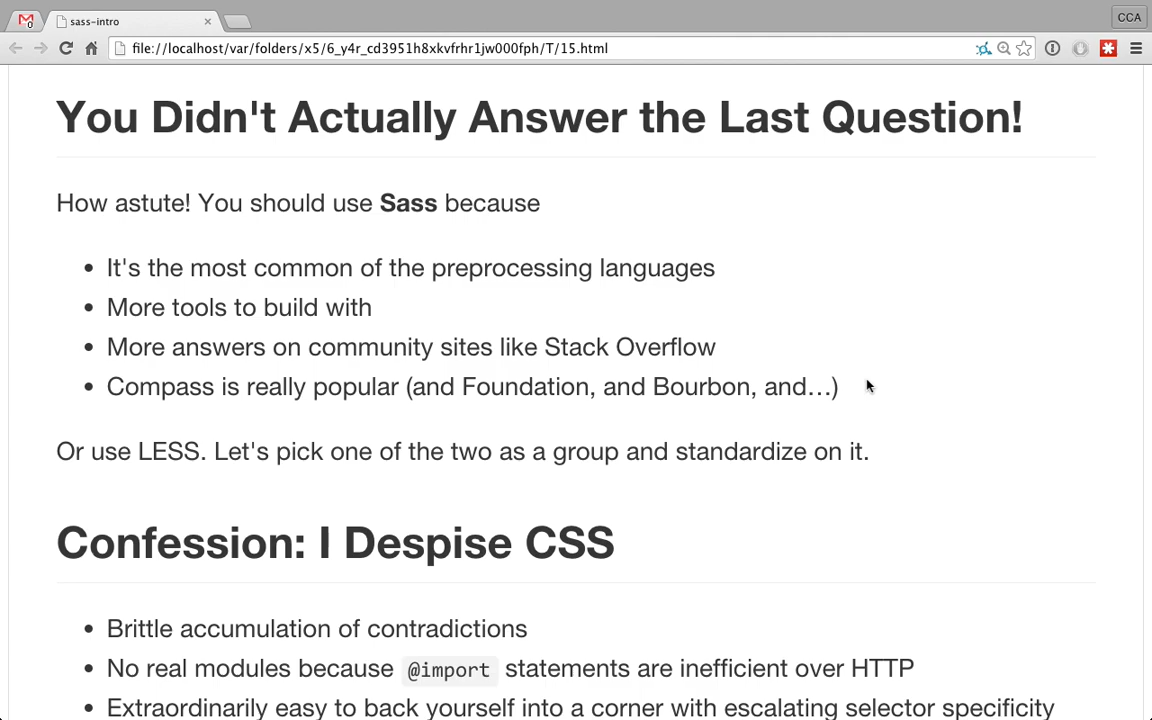 sass-intro
CCA
file://localhost/var/folders/x5/6_y4r_cd3951h8xkvfrhr1jw000fph/T/15.html
You Didn't Actually Answer the Last Question!
How astute! You should use Sass because
• It's the most common of the preprocessing languages
• More tools to build with
• More answers on community sites like Stack Overflow
• Compass is really popular (and Foundation, and Bourbon, and...)
Or use LESS. Let's pick one of the two as a group and standardize on it.
Confession: I Despise CSS
• Brittle accumulation of contradictions
• No real modules because @import statements are inefficient over HTTP
• Extraordinarily easy to back yourself into a corner with escalating selector specificity